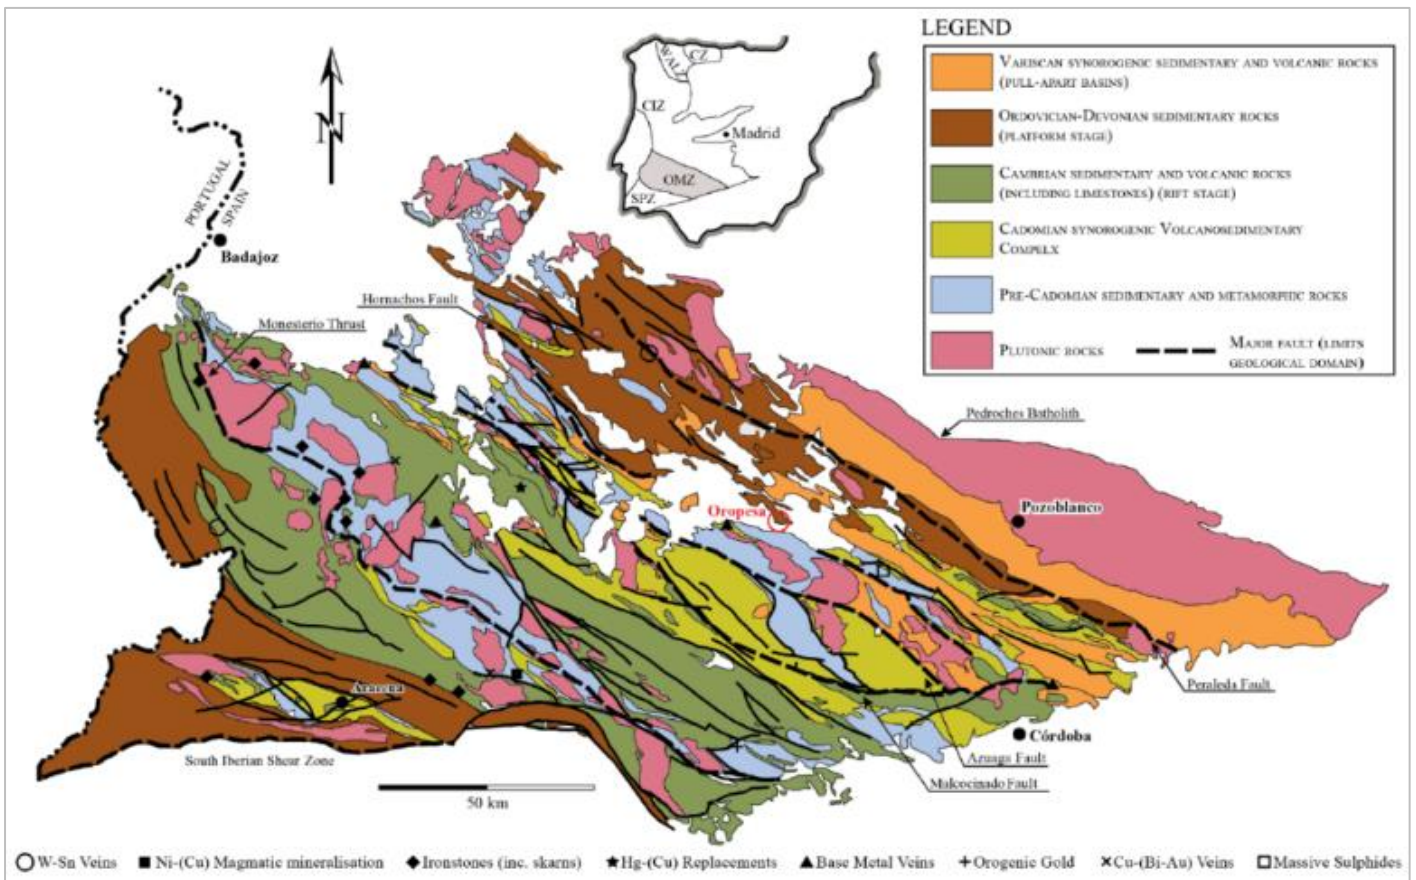 LEGEND
VARISCAN SYNOROGENIC SEDIMENTARY AND VOLCANIC ROCKS
(PULL-APART BASINS)
ORDOVICIAN-DEVONIAN SEDIMENTARY ROCKS
(PLATFORM STAGE)
CAMBRIAN SEDIMENTARY AND VOLCANIC ROCKS
(INCLUDING LIMESTONES) (RIFT STAGE)
CADOMIAN SYNOROGENIC VOLCANOSEDIMENTARY
COMPELX
PRE-CADOMIAN SEDIMENTARY AND METAMORPHIC ROCKS
PLUTONIC ROCKS
MAJOR FAULT (LIMITS
GEOLOGICAL DOMAIN)
N
WALZ
CZ
CIZ
Madrid
OMZ
SPZ
PORTUGAL
SPAIN
Badajoz
Hornachos Fault
Monesterio Thrust
Pedroches Batholith
Oropesa
Pozoblanco
Peraleda Fault
Aracena
Córdoba
Azuaga Fault
Malcocinado Fault
South Iberian Shear Zone
50 km
W-Sn Veins
Ni-(Cu) Magmatic mineralisation
Ironstones (inc. skarns)
Hg-(Cu) Replacements
Base Metal Veins
Orogenic Gold
Cu-(Bi-Au) Veins
Massive Sulphides